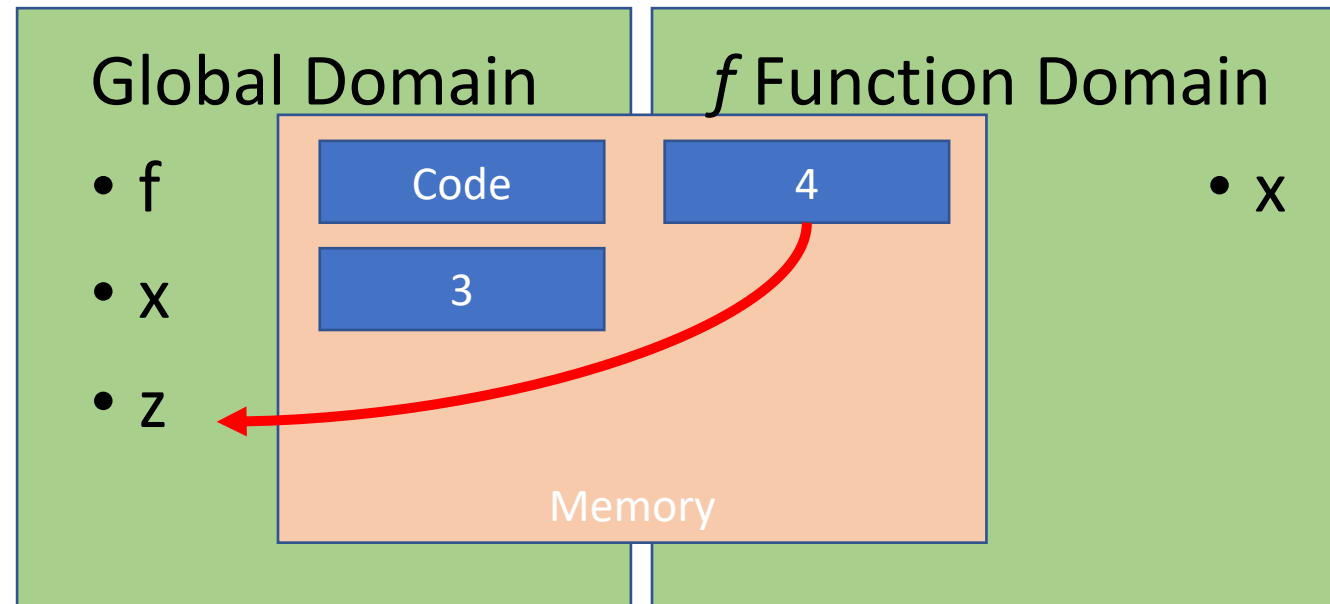 Global Domain
f Function Domain
• f
Code
4
• x
• x
3
• z
Memory